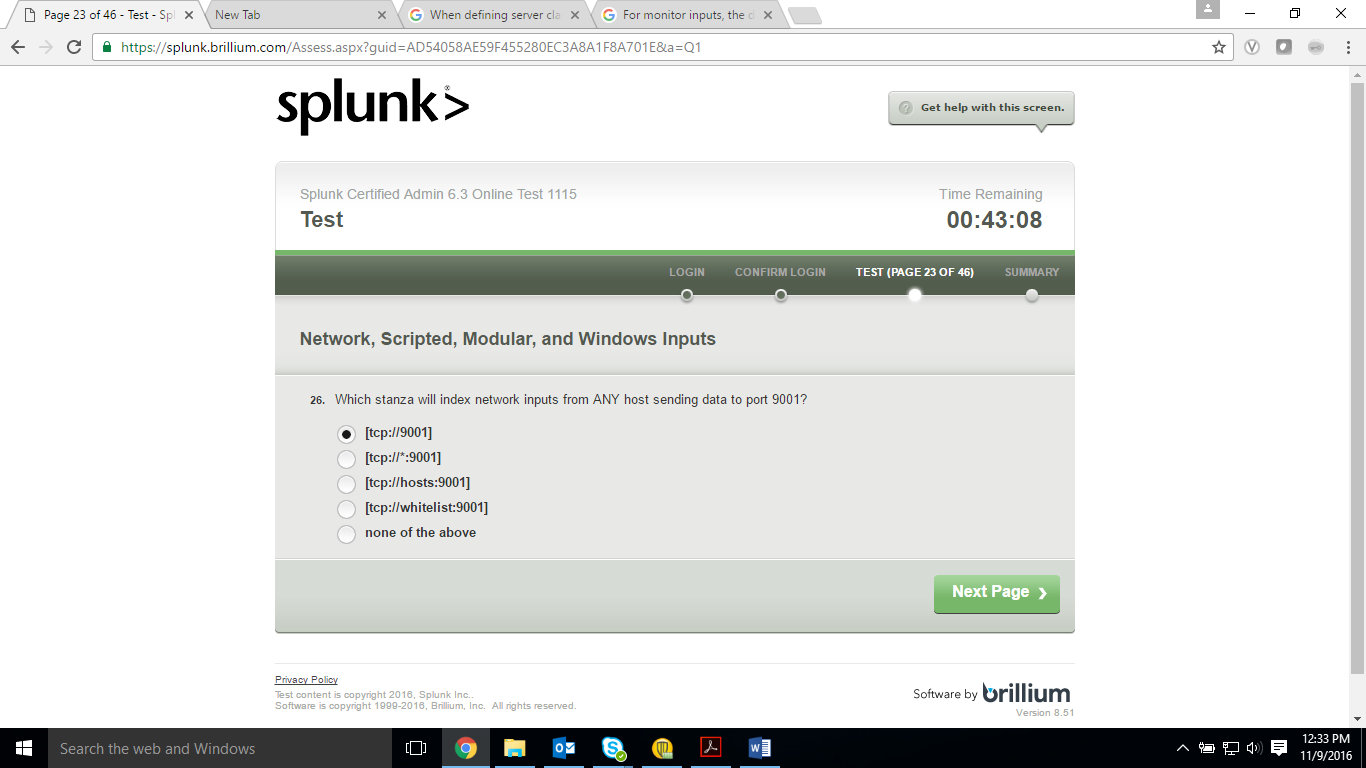 Page 23 of 46 - Test - Spl
New Tab
When defining server cla
For monitor inputs, the d
https://splunk.brillium.com/Assess.aspx?guid=AD54058AE59F455280EC3A8A1F8A701E&a=Q1
splunk>
Get help with this screen.
Splunk Certified Admin 6.3 Online Test 1115
Time Remaining
Test
00:43:08
LOGIN
CONFIRM LOGIN
TEST (PAGE 23 OF 46)
SUMMARY
Network, Scripted, Modular, and Windows Inputs
26. Which stanza will index network inputs from ANY host sending data to port 9001?
[tcp://9001]
[tcp://*:9001]
[tcp://hosts:9001]
[tcp://whitelist:9001]
none of the above
Next Page
Privacy Policy
Test content is copyright 2016, Splunk Inc..
Software is copyright 1999-2016, Brillium, Inc. All rights reserved.
Software by brillium
Version 8.51
Search the web and Windows
12:33 PM
11/9/2016